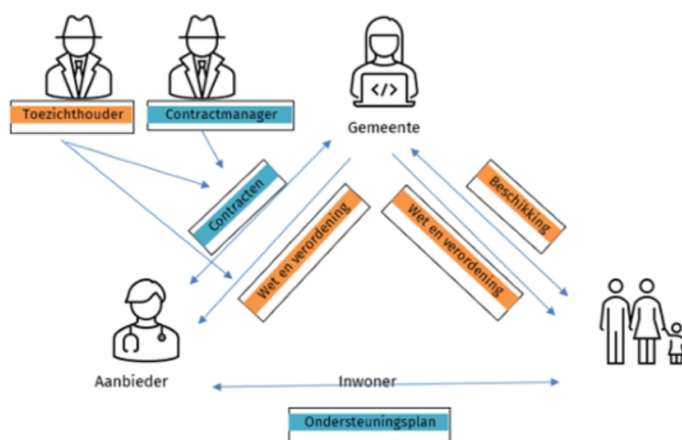 Toezichthouder
Contractmanager
Gemeente
Contracten
Wet en verordening
Wet en verordening
Beschikking
Aanbieder
Inwoner
Ondersteuningsplan